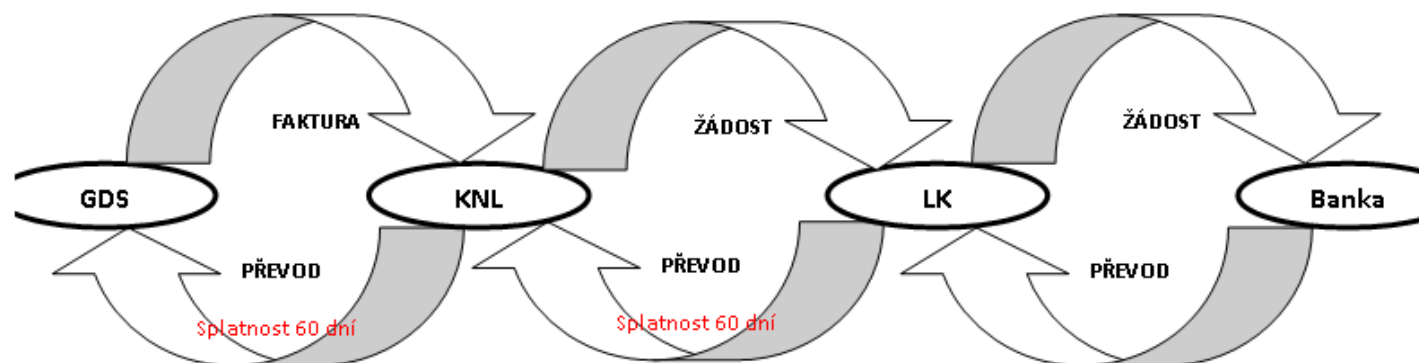 FAKTURA
ŽÁDOST
ŽÁDOST
GDS
KNL
LK
Banka
PŘEVOD
PŘEVOD
PŘEVOD
Splatnost 60 dní
Splatnost 60 dní